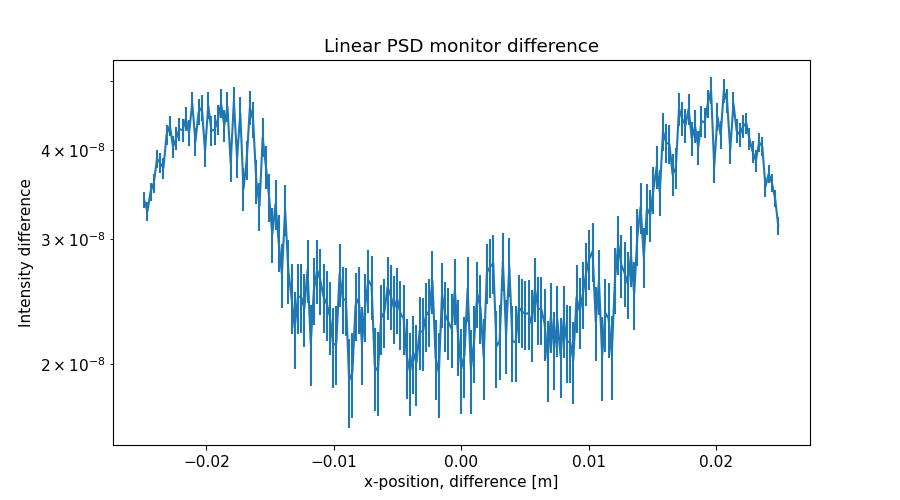 Linear PSD monitor difference
Intensity difference
4 × 10⁻⁸
3 × 10⁻⁸
2 × 10⁻⁸
−0.02 −0.01 0.00 0.01 0.02
x-position, difference [m]